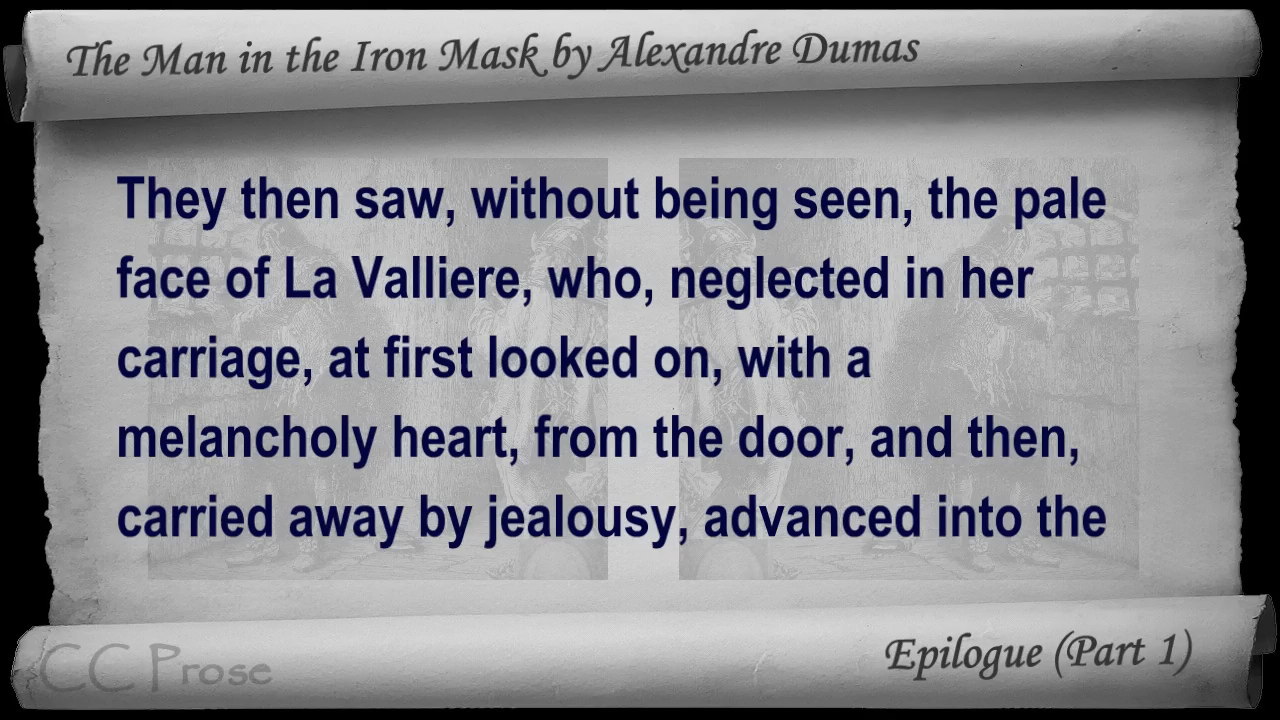 The Man in the Iron Mask by Alexandre Dumas
They then saw, without being seen, the pale
face of La Valliere, who, neglected in her
carriage, at first looked on, with a
melancholy heart, from the door, and then,
carried away by jealousy, advanced into the
CC Prose
Epilogue (Part 1)